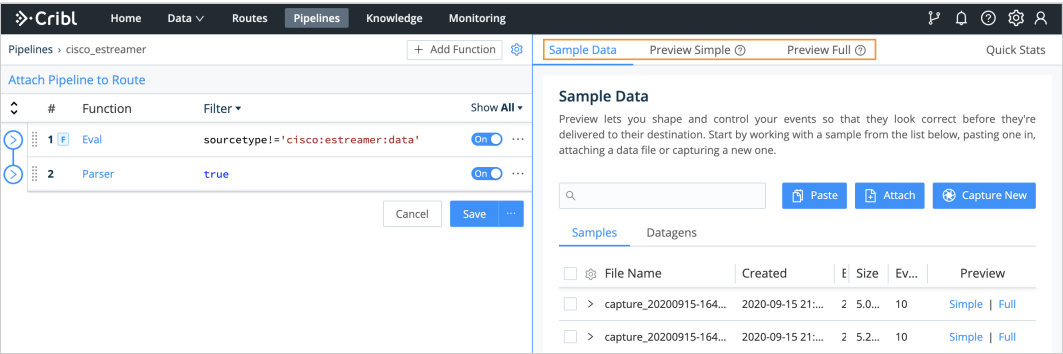 Cribl Home Data Routes Pipelines Knowledge Monitoring
Pipelines › cisco_estreamer + Add Function
Attach Pipeline to Route
# Function Filter Show All
1 F Eval sourcetype!='cisco:estreamer:data' On ...
2 Parser true On ...
Cancel Save ...
Sample Data Preview Simple Preview Full Quick Stats
Sample Data
Preview lets you shape and control your events so that they look correct before they're
delivered to their destination. Start by working with a sample from the list below, pasting one in,
attaching a data file or capturing a new one.
Paste Attach Capture New
Samples Datagens
File Name Created E Size Ev... Preview
> capture_20200915-164... 2020-09-15 21:... 2 5.0... 10 Simple | Full
> capture_20200915-164... 2020-09-15 21:... 2 5.2... 10 Simple | Full